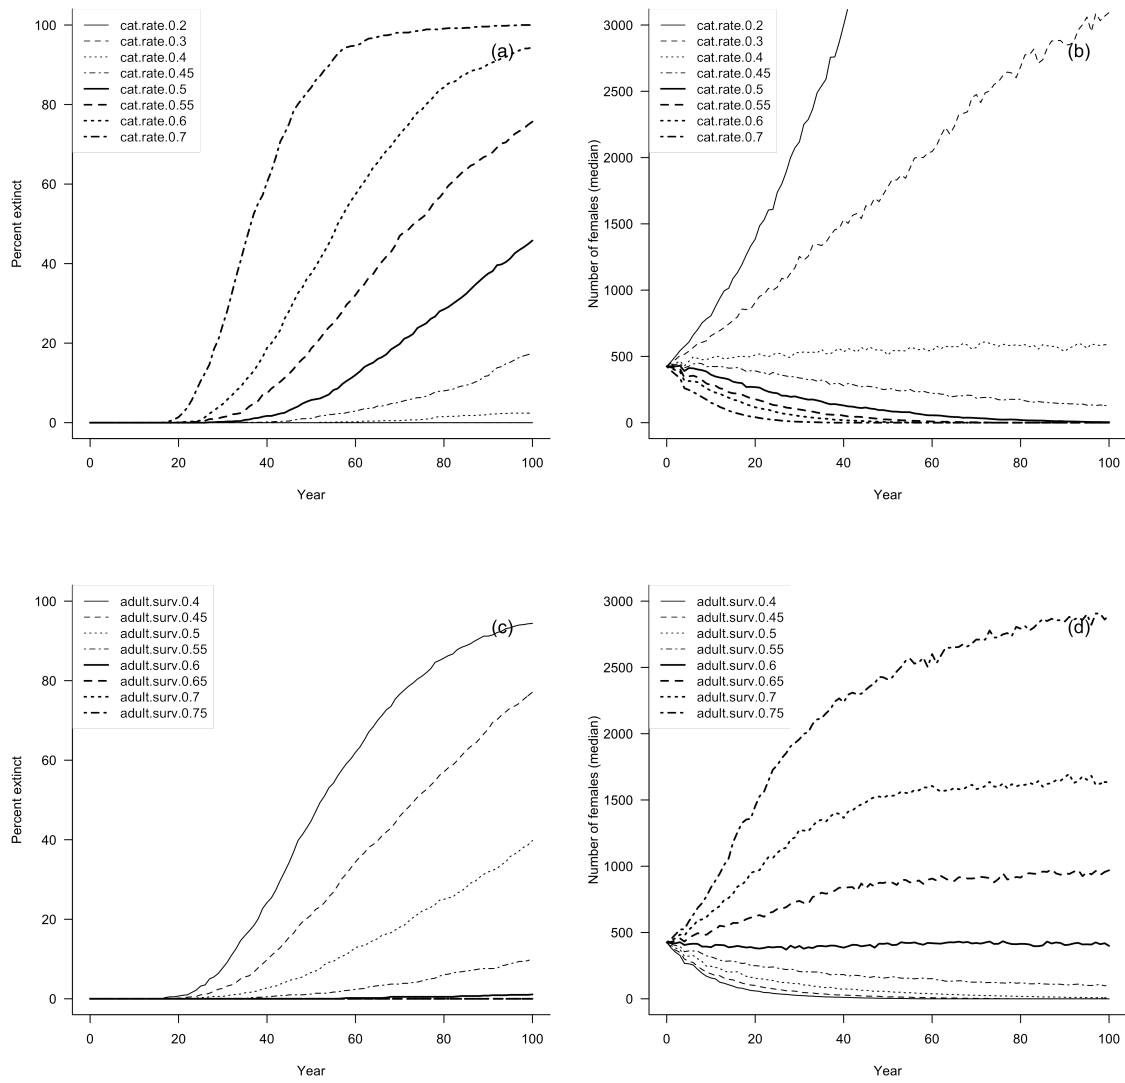 cat.rate.0.2
cat.rate.0.3
cat.rate.0.4
cat.rate.0.45
cat.rate.0.5
cat.rate.0.55
cat.rate.0.6
cat.rate.0.7
(a)
100
80
60
40
20
0
Percent extinct
0 20 40 60 80 100
Year
cat.rate.0.2
cat.rate.0.3
cat.rate.0.4
cat.rate.0.45
cat.rate.0.5
cat.rate.0.55
cat.rate.0.6
cat.rate.0.7
(b)
3000
2500
2000
1500
1000
500
0
Number of females (median)
0 20 40 60 80 100
Year
adult.surv.0.4
adult.surv.0.45
adult.surv.0.5
adult.surv.0.55
adult.surv.0.6
adult.surv.0.65
adult.surv.0.7
adult.surv.0.75
(c)
100
80
60
40
20
0
Percent extinct
0 20 40 60 80 100
Year
adult.surv.0.4
adult.surv.0.45
adult.surv.0.5
adult.surv.0.55
adult.surv.0.6
adult.surv.0.65
adult.surv.0.7
adult.surv.0.75
(d)
3000
2500
2000
1500
1000
500
0
Number of females (median)
0 20 40 60 80 100
Year